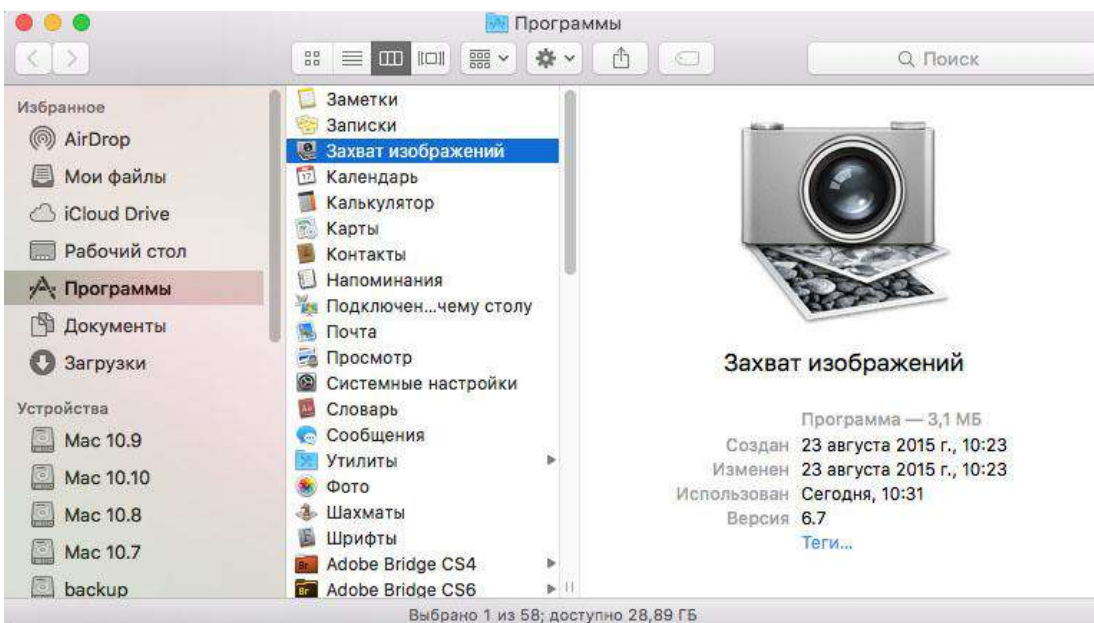 Программы
Поиск
Избранное
AirDrop
Мои файлы
iCloud Drive
Рабочий стол
Программы
Документы
Загрузки
Устройства
Mac 10.9
Mac 10.10
Mac 10.8
Mac 10.7
backup
Заметки
Записки
Захват изображений
Календарь
Калькулятор
Карты
Контакты
Напоминания
Подключен...чему столу
Почта
Просмотр
Системные настройки
Словарь
Сообщения
Утилиты
Фото
Шахматы
Шрифты
Adobe Bridge CS4
Adobe Bridge CS6
Захват изображений
Программа — 3,1 МБ
Создан 23 августа 2015 г., 10:23
Изменен 23 августа 2015 г., 10:23
Использован Сегодня, 10:31
Версия 6.7
Теги...
Выбрано 1 из 58; доступно 28,89 ГБ